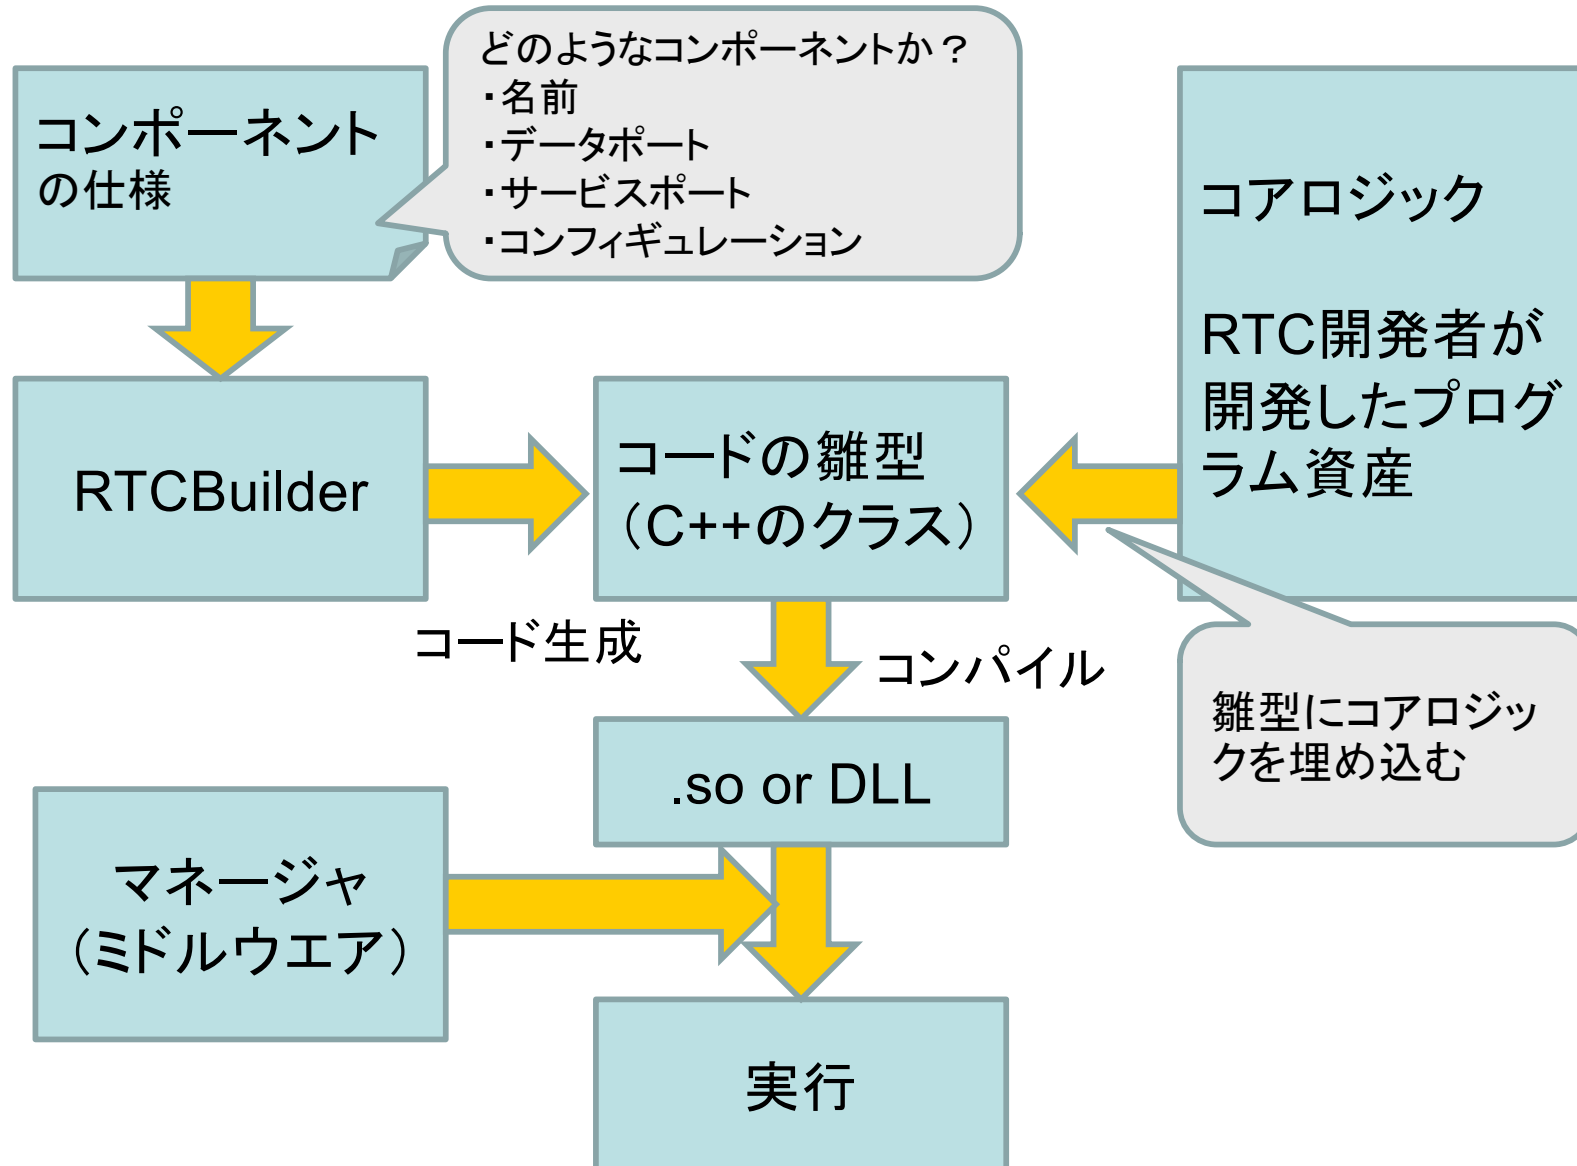 どのようなコンポーネントか？
・名前
・データポート
・サービスポート
・コンフィギュレーション
コンポーネント
の仕様
コアロジック
RTC開発者が
開発したプログ
ラム資産
RTCBuilder
コードの雛型
（C++のクラス）
コード生成
コンパイル
雛型にコアロジッ
クを埋め込む
.so or DLL
マネージャ
（ミドルウエア）
実行